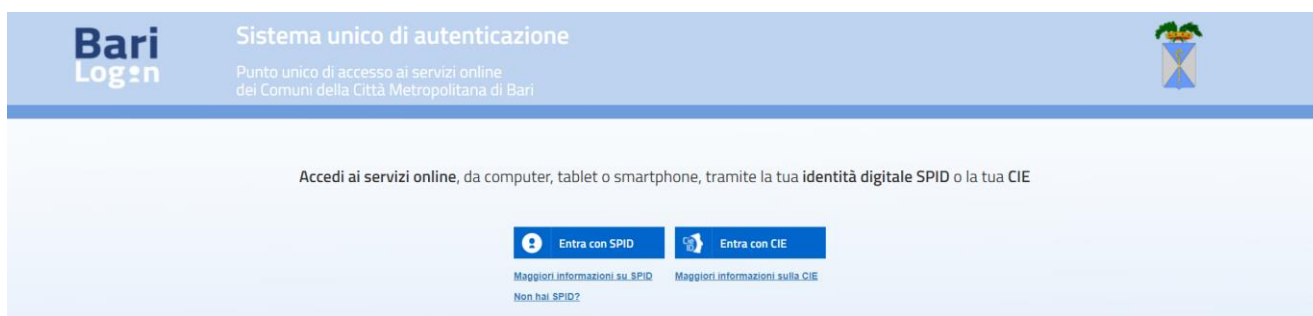 Bari
Login
Sistema unico di autenticazione
Punto unico di accesso ai servizi online
dei Comuni della Città Metropolitana di Bari
Accedi ai servizi online, da computer, tablet o smartphone, tramite la tua identità digitale SPID o la tua CIE
Entra con SPID
Entra con CIE
Maggiori informazioni su SPID
Maggiori informazioni sulla CIE
Non hai SPID?